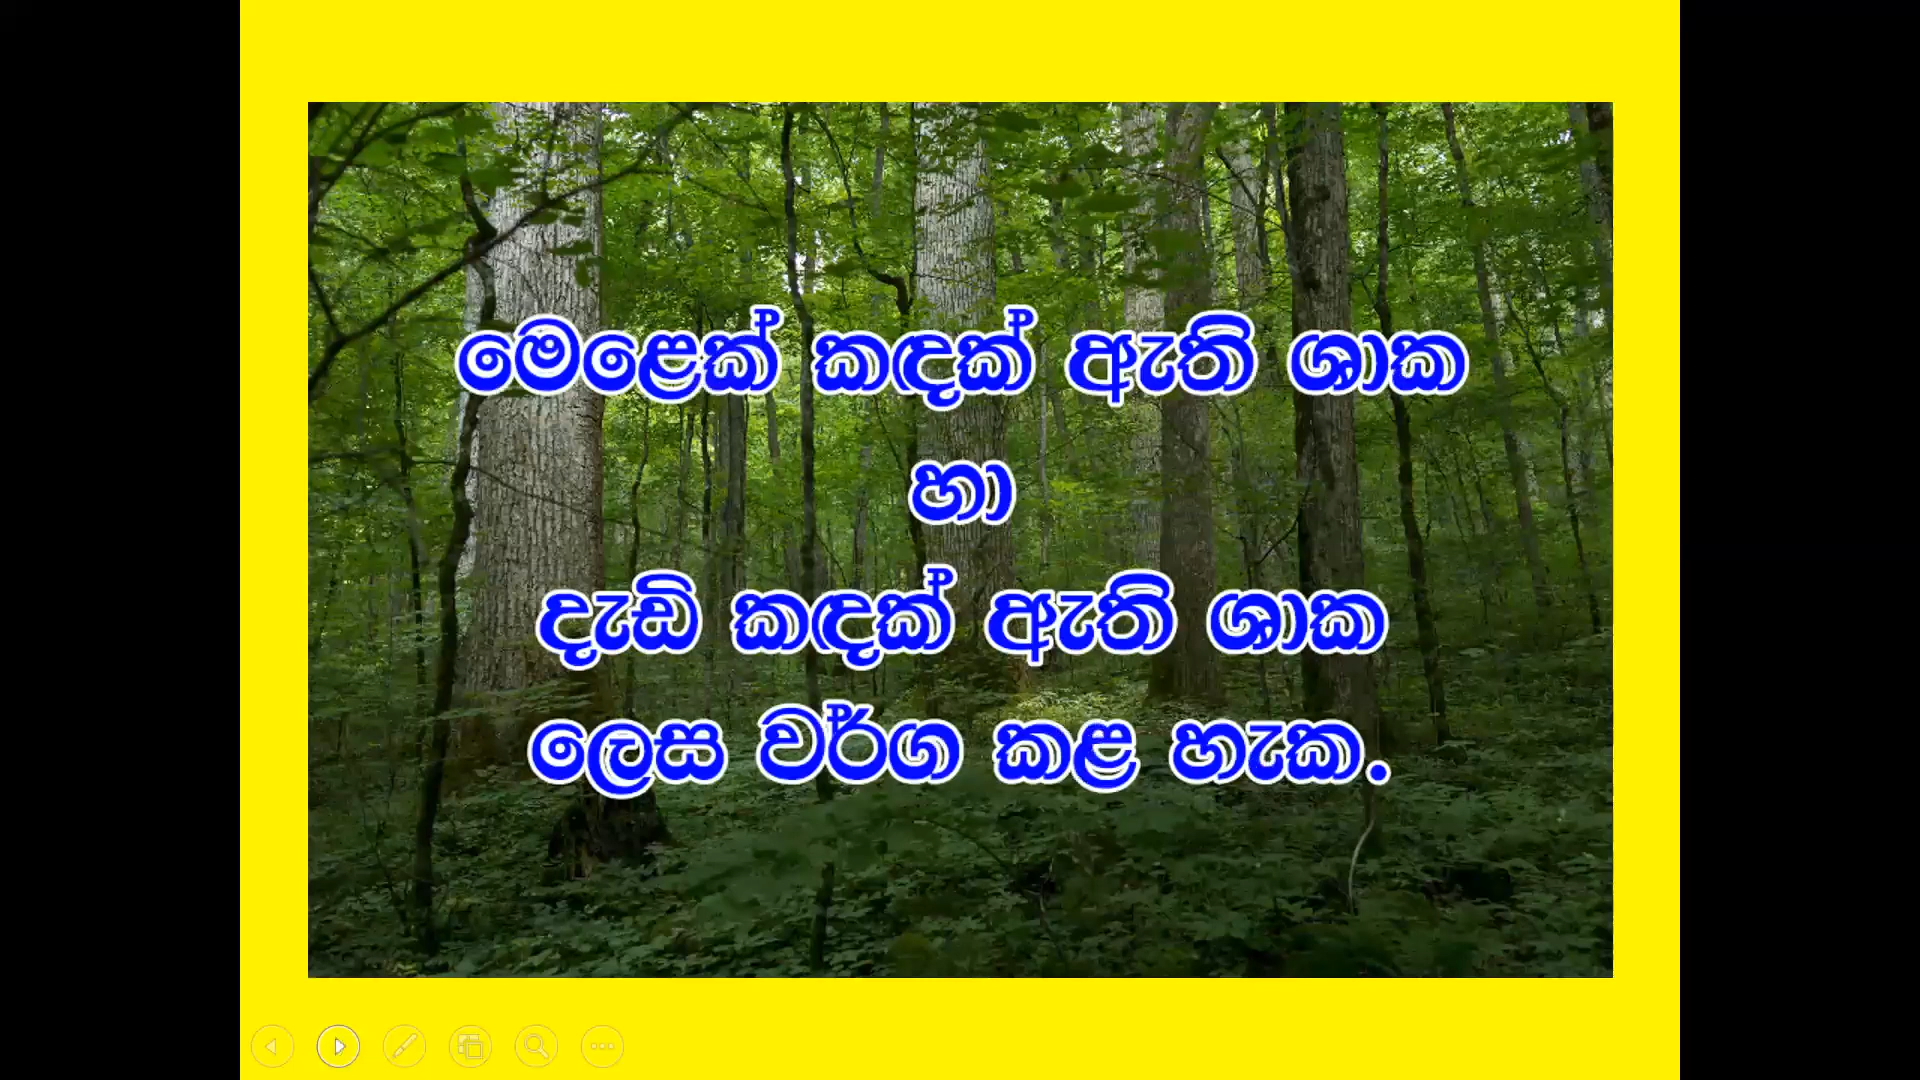 මෙළෙක් කඳක් ඇති ශාක
හා
දැඩි කඳක් ඇති ශාක
ලෙස වර්ග කළ හැක.